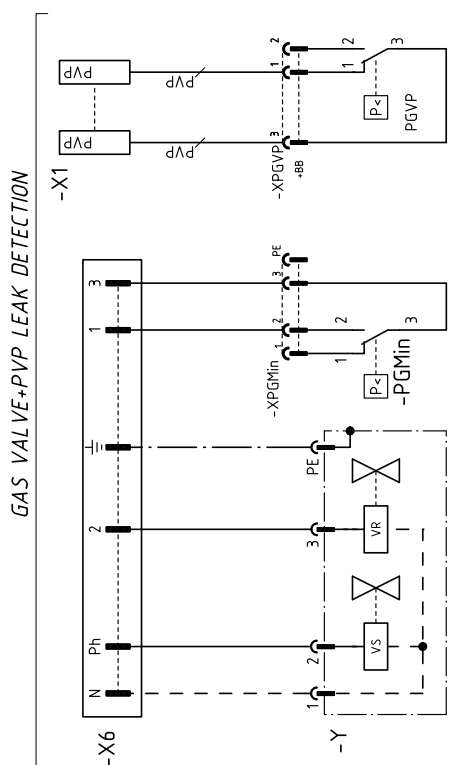 GAS VALVE+PVP LEAK DETECTION
-X1
PVP
PVP
PVP
PVP
-XPGVP
+BB
3
1
2
1
2
3
P<
PGVP
-X6
N
Ph
2
1
3
-XPGMin
1
2
3
PE
1
2
3
P<
-PGMin
-Y
1
2
3
PE
VS
VR